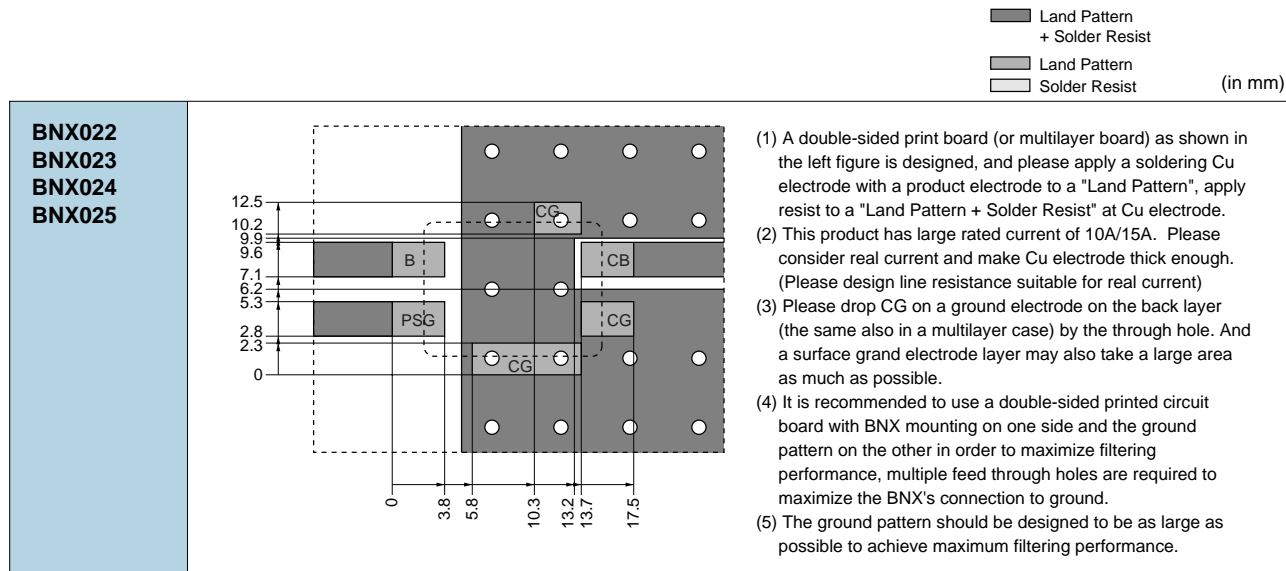 Land Pattern
+ Solder Resist
Land Pattern
Solder Resist
(in mm)
BNX022
BNX023
BNX024
BNX025
12.5
10.2
9.9
9.6
7.1
6.2
5.3
2.8
2.3
0
CG
B
CB
PSG
CG
CG
0
3.8
5.8
10.3
13.2
13.7
17.5
(1) A double-sided print board (or multilayer board) as shown in
the left figure is designed, and please apply a soldering Cu
electrode with a product electrode to a "Land Pattern", apply
resist to a "Land Pattern + Solder Resist" at Cu electrode.
(2) This product has large rated current of 10A/15A. Please
consider real current and make Cu electrode thick enough.
(Please design line resistance suitable for real current)
(3) Please drop CG on a ground electrode on the back layer
(the same also in a multilayer case) by the through hole. And
a surface grand electrode layer may also take a large area
as much as possible.
(4) It is recommended to use a double-sided printed circuit
board with BNX mounting on one side and the ground
pattern on the other in order to maximize filtering
performance, multiple feed through holes are required to
maximize the BNX's connection to ground.
(5) The ground pattern should be designed to be as large as
possible to achieve maximum filtering performance.